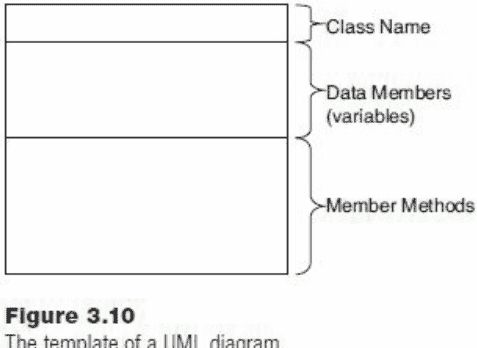 Class Name
Data Members
(variables)
Member Methods
Figure 3.10
The template of a UML diagram